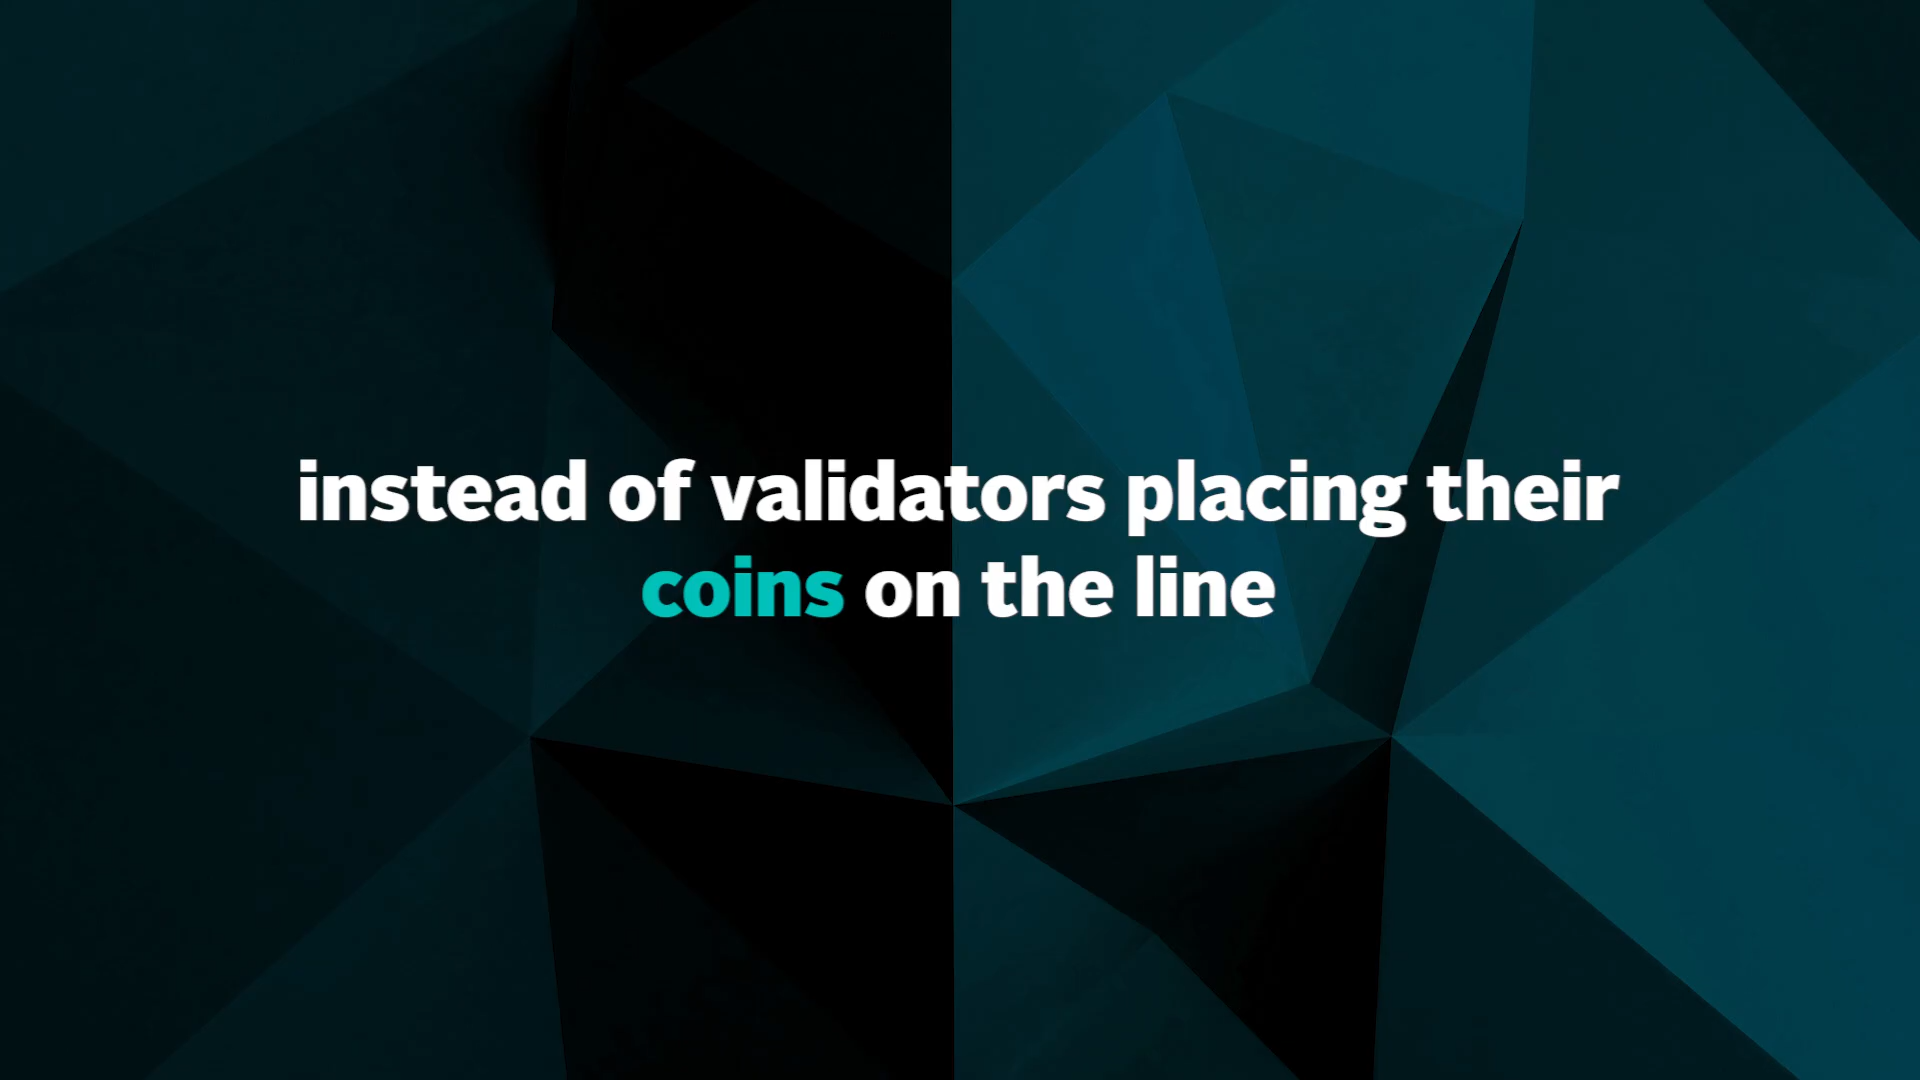 instead of validators placing their
coins on the line